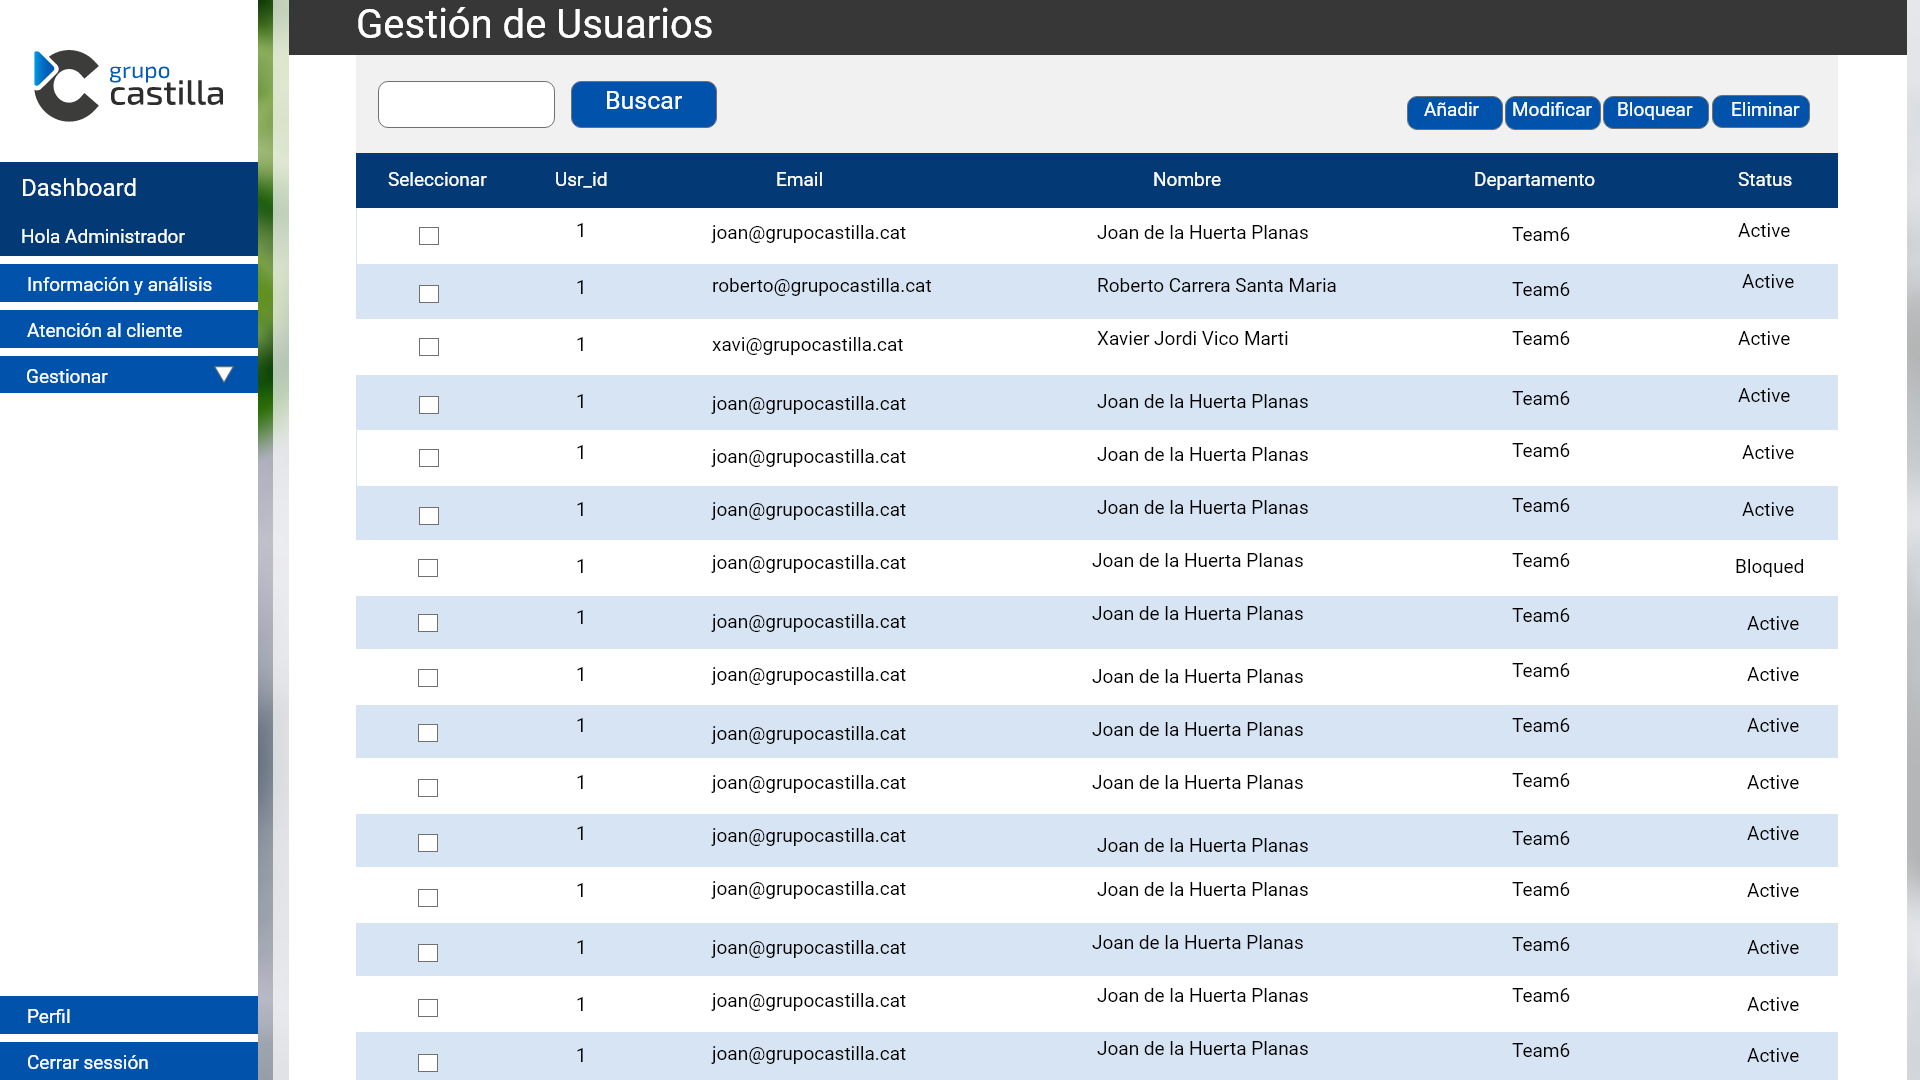 Gestión de Usuarios
grupo
castilla
Buscar
Añadir Modificar Bloquear Eliminar
Dashboard
Hola Administrador
Información y análisis
Atención al cliente
Gestionar
Perfil
Cerrar sessión
Seleccionar Usr_id Email Nombre Departamento Status
1 joan@grupocastilla.cat Joan de la Huerta Planas Team6 Active
1 roberto@grupocastilla.cat Roberto Carrera Santa Maria Team6 Active
1 xavi@grupocastilla.cat Xavier Jordi Vico Marti Team6 Active
1 joan@grupocastilla.cat Joan de la Huerta Planas Team6 Active
1 joan@grupocastilla.cat Joan de la Huerta Planas Team6 Active
1 joan@grupocastilla.cat Joan de la Huerta Planas Team6 Active
1 joan@grupocastilla.cat Joan de la Huerta Planas Team6 Bloqued
1 joan@grupocastilla.cat Joan de la Huerta Planas Team6 Active
1 joan@grupocastilla.cat Joan de la Huerta Planas Team6 Active
1 joan@grupocastilla.cat Joan de la Huerta Planas Team6 Active
1 joan@grupocastilla.cat Joan de la Huerta Planas Team6 Active
1 joan@grupocastilla.cat Joan de la Huerta Planas Team6 Active
1 joan@grupocastilla.cat Joan de la Huerta Planas Team6 Active
1 joan@grupocastilla.cat Joan de la Huerta Planas Team6 Active
1 joan@grupocastilla.cat Joan de la Huerta Planas Team6 Active
1 joan@grupocastilla.cat Joan de la Huerta Planas Team6 Active